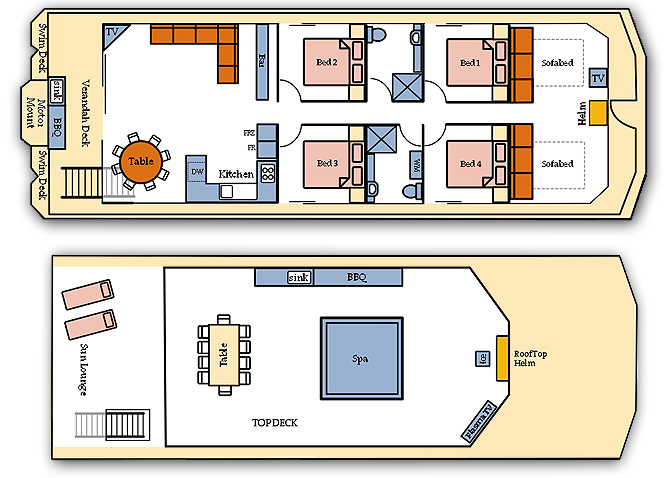 Swim Deck
TV
Bar
Bed 2
Bed 1
Sofabed
TV
Verandah Deck
sink
BBQ
Motor
Mount
Helm
Table
FRZ
FR
DW
Kitchen
Bed 3
WM
Bed 4
Sofabed
Swim Deck
sink
BBQ
Sun Lounge
Table
Spa
Ice
RoofTop
Helm
TOPDECK
Plasma TV